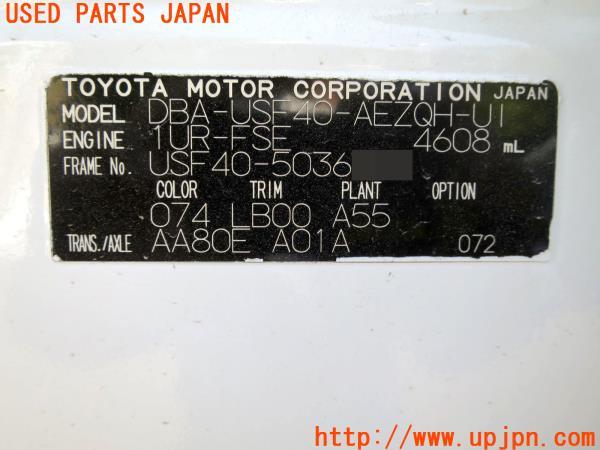 USED PARTS JAPAN
TOYOTA MOTOR CORPORATION JAPAN
MODEL DBA-USF40-AEZQH-UI
ENGINE 1UR-FSE 4608 mL
FRAME No. USF40-5036
COLOR TRIM PLANT OPTION
074 LB00 A55
TRANS./AXLE AA80E A01A 072
http://www.upjpn.com